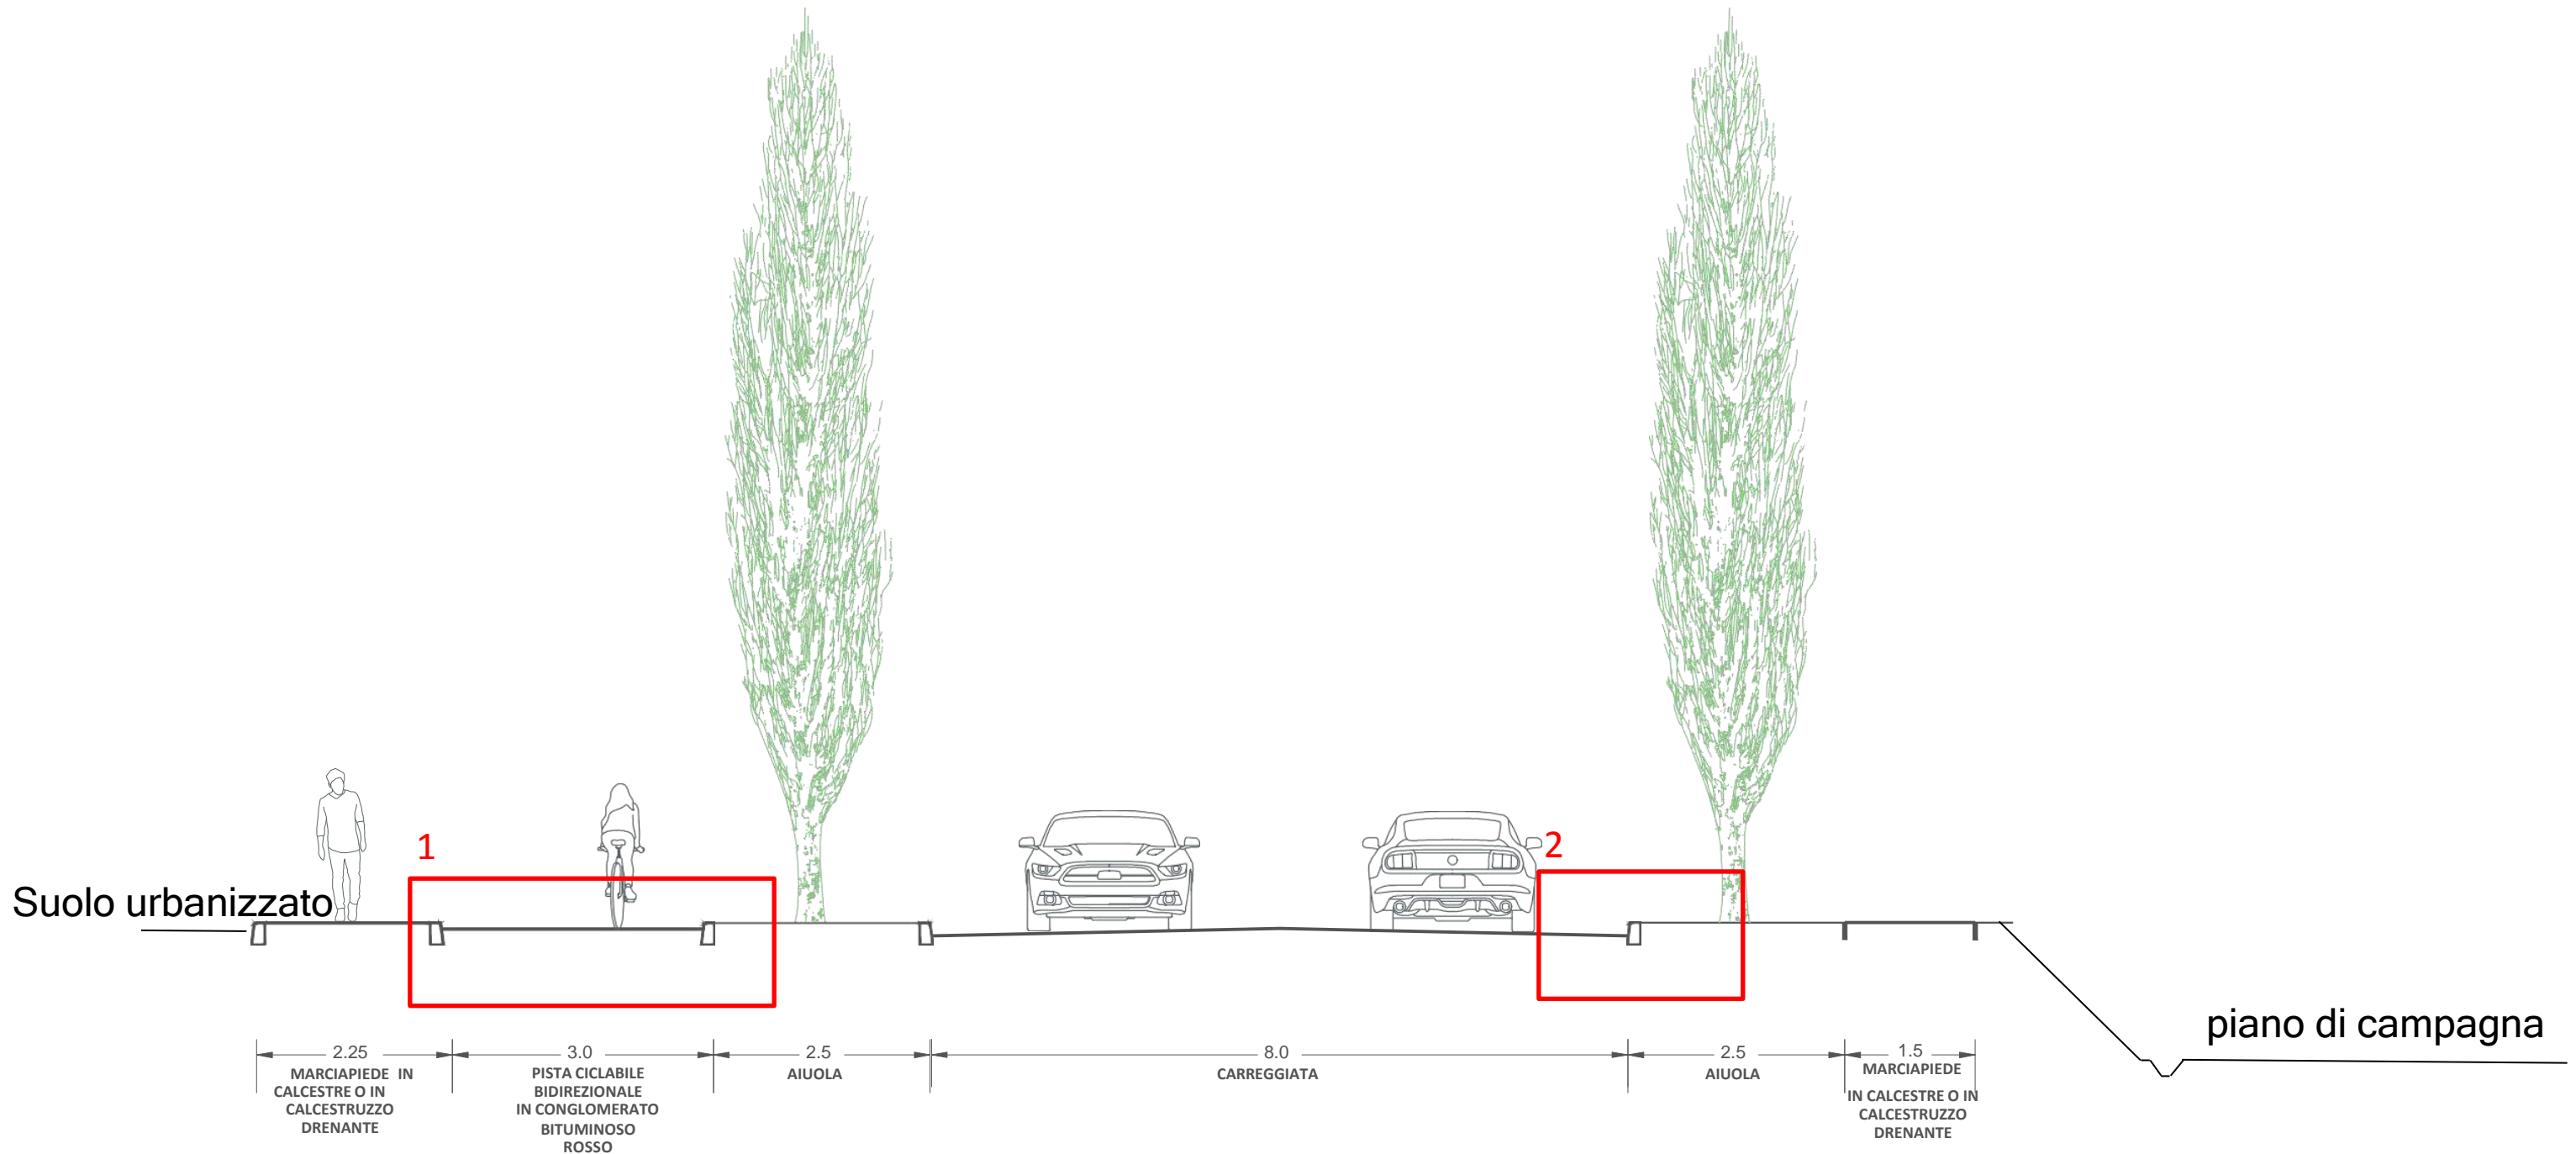 1
2
Suolo urbanizzato
piano di campagna
2.25
MARCIAPIEDE IN
CALCESTRE O IN
CALCESTRUZZO
DRENANTE
3.0
PISTA CICLABILE
BIDIREZIONALE
IN CONGLOMERATO
BITUMINOSO
ROSSO
2.5
AIUOLA
8.0
CARREGGIATA
2.5
AIUOLA
1.5
MARCIAPIEDE
IN CALCESTRE O IN
CALCESTRUZZO
DRENANTE